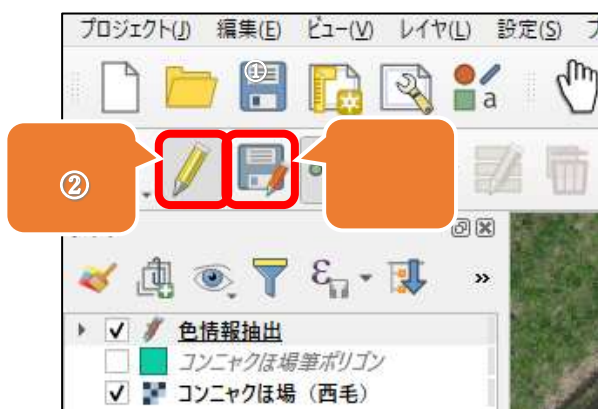 プロジェクト(J) 編集(E) ビュー(V) レイヤ(L) 設定(S)
①
a
②
ε
»
色情報抽出
コンニャクほ場筆ポリゴン
コンニャクほ場（西毛）